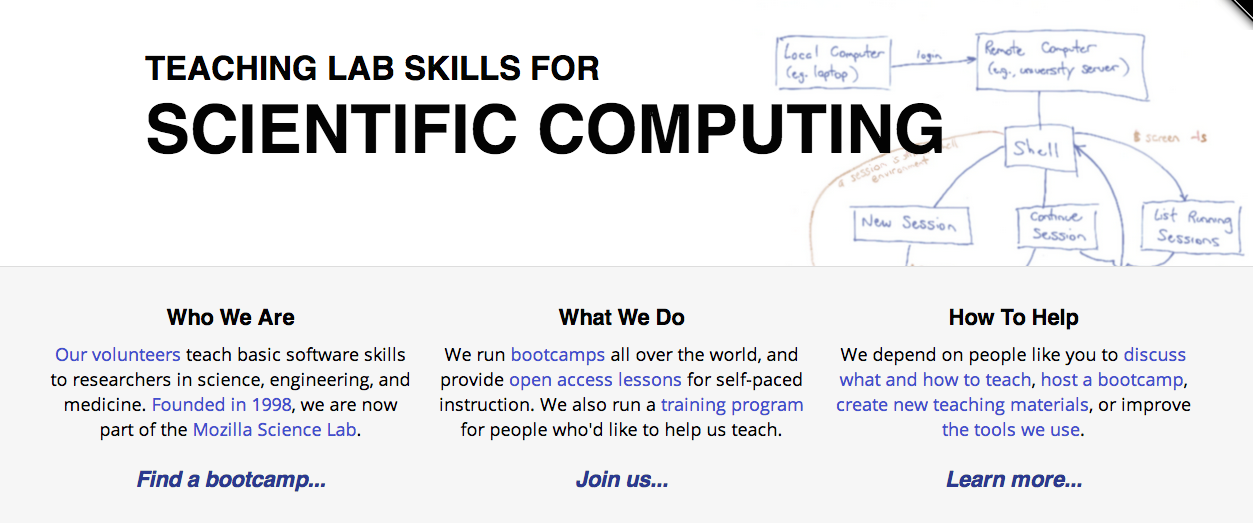 TEACHING LAB SKILLS FOR
SCIENTIFIC COMPUTING
Local Computer
(eg. laptop)
login
Remote Computer
(e.g., university server)
Shell
$ screen -ls
a session is
environment
New Session
Continue
Session
List Running
Sessions
Who We Are
Our volunteers teach basic software skills
to researchers in science, engineering, and
medicine. Founded in 1998, we are now
part of the Mozilla Science Lab.
Find a bootcamp...
What We Do
We run bootcamps all over the world, and
provide open access lessons for self-paced
instruction. We also run a training program
for people who'd like to help us teach.
Join us...
How To Help
We depend on people like you to discuss
what and how to teach, host a bootcamp,
create new teaching materials, or improve
the tools we use.
Learn more...